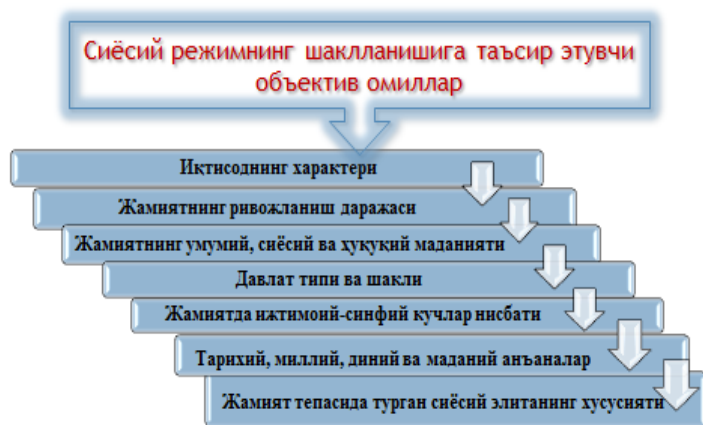 Сиёсий режимнинг шаклланишига таъсир этувчи
объектив омиллар
Иқтисоднинг характери
Жамиятнинг ривожланиш даражаси
Жамиятнинг умумий, сиёсий ва ҳуқуқий маданияти
Давлат типи ва шакли
Жамиятда ижтимоий-синфий кучлар нисбати
Тарихий, миллий, диний ва маданий анъаналар
Жамият тепасида турган сиёсий элитанинг хусусияти